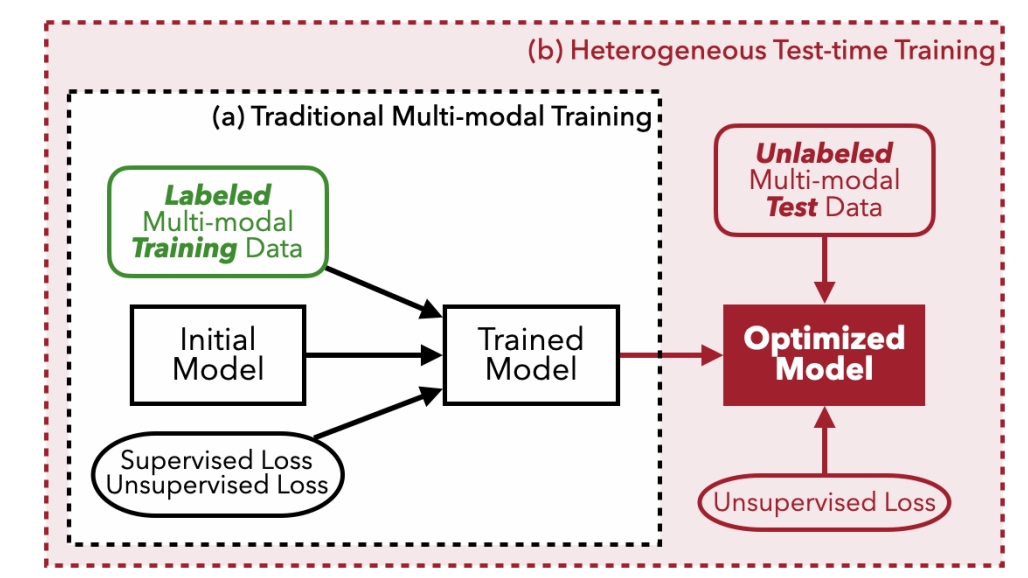 (b) Heterogeneous Test-time Training
(a) Traditional Multi-modal Training
Labeled
Multi-modal
Training Data
Initial
Model
Supervised Loss
Unsupervised Loss
Trained
Model
Unlabeled
Multi-modal
Test Data
Optimized
Model
Unsupervised Loss